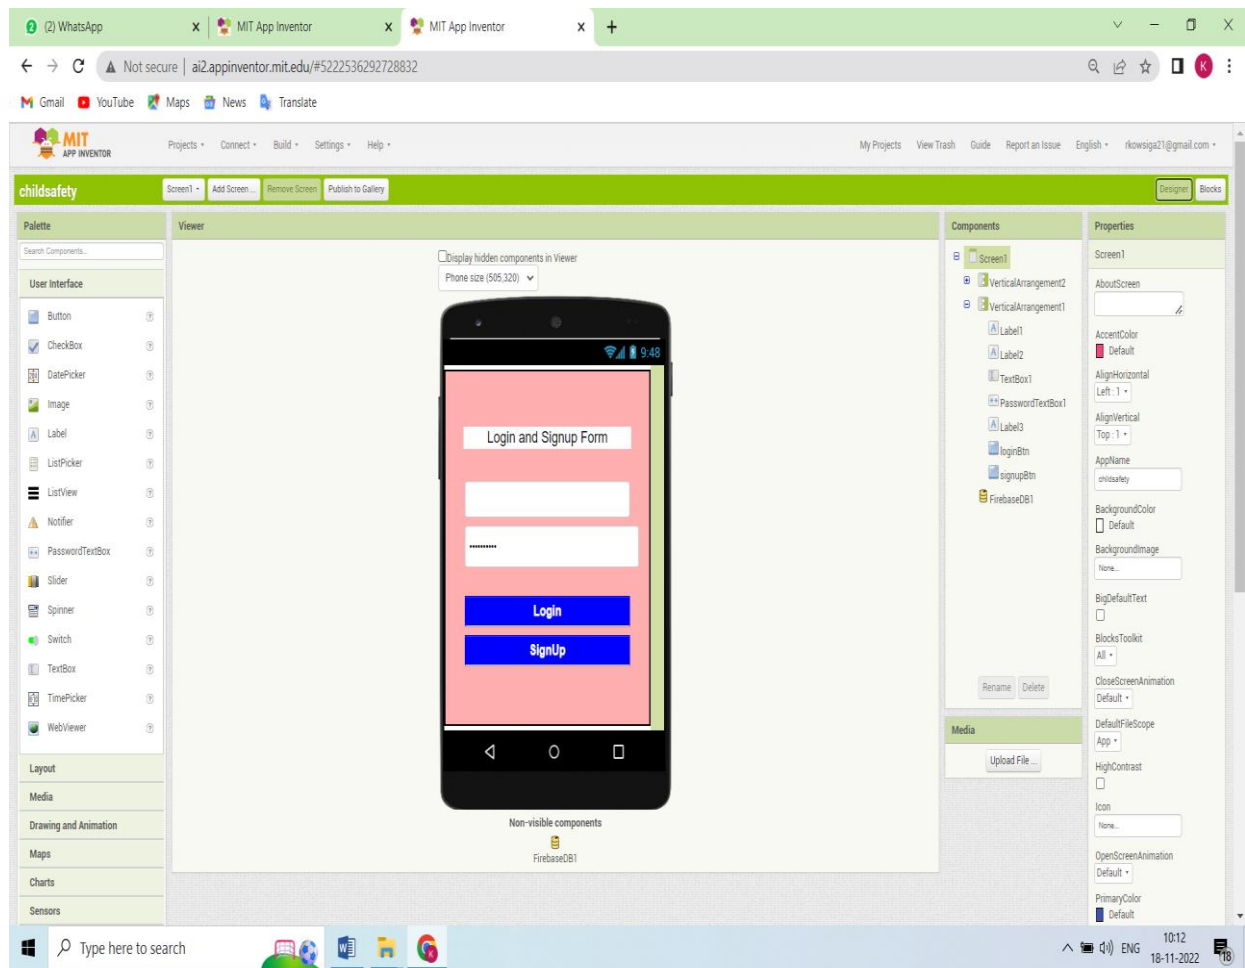 (2) WhatsApp
MIT App Inventor
MIT App Inventor
Not secure | ai2.appinventor.mit.edu/#5222536292728832
K
Gmail YouTube Maps News Translate
MIT
APP INVENTOR
Projects Connect Build Settings Help
My Projects View Trash Guide Report an Issue English rkowsiga21@gmail.com
childsafety
Screen1 Add Screen ... Remove Screen Publish to Gallery
Designer Blocks
Palette
Search Components...
User Interface
Button
CheckBox
DatePicker
Image
Label
ListPicker
ListView
Notifier
PasswordTextBox
Slider
Spinner
Switch
TextBox
TimePicker
WebViewer
Layout
Media
Drawing and Animation
Maps
Charts
Sensors
Viewer
Display hidden components in Viewer
Phone size (505,320)
9:48
Login and Signup Form
Login
SignUp
Non-visible components
FirebaseDB1
Components
Screen1
VerticalArrangement2
VerticalArrangement1
Label1
Label2
TextBox1
PasswordTextBox1
Label3
loginBtn
signupBtn
FirebaseDB1
Rename Delete
Media
Upload File ...
Properties
Screen1
AboutScreen
AccentColor
Default
AlignHorizontal
Left : 1
AlignVertical
Top : 1
AppName
childsafety
BackgroundColor
Default
BackgroundImage
None...
BigDefaultText
BlocksToolkit
All
CloseScreenAnimation
Default
DefaultFileScope
App
HighContrast
Icon
None...
OpenScreenAnimation
Default
PrimaryColor
Default
Type here to search
ENG
10:12
18-11-2022
18